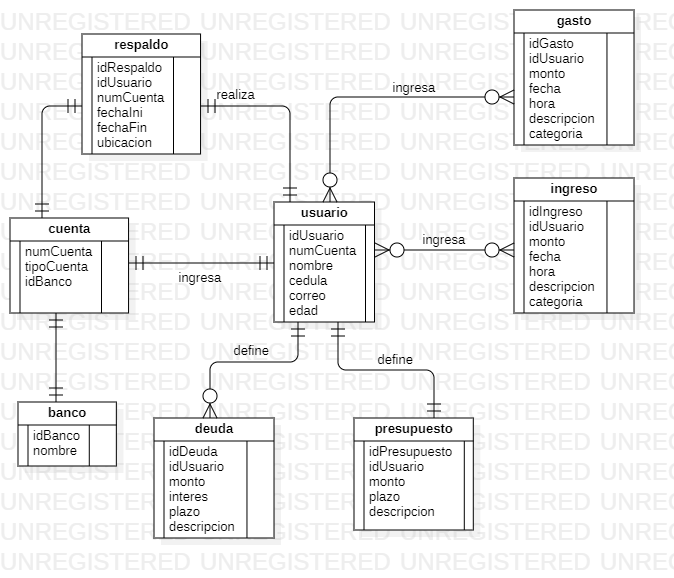 respaldo
idRespaldo
idUsuario
numCuenta
fechaIni
fechaFin
ubicacion
realiza
gasto
idGasto
idUsuario
monto
fecha
hora
descripcion
categoria
ingresa
ingreso
idIngreso
idUsuario
monto
fecha
hora
descripcion
categoria
ingresa
cuenta
numCuenta
tipoCuenta
idBanco
ingresa
usuario
idUsuario
numCuenta
nombre
cedula
correo
edad
define
define
banco
idBanco
nombre
deuda
idDeuda
idUsuario
monto
interes
plazo
descripcion
presupuesto
idPresupuesto
idUsuario
monto
plazo
descripcion
UNREGISTERED